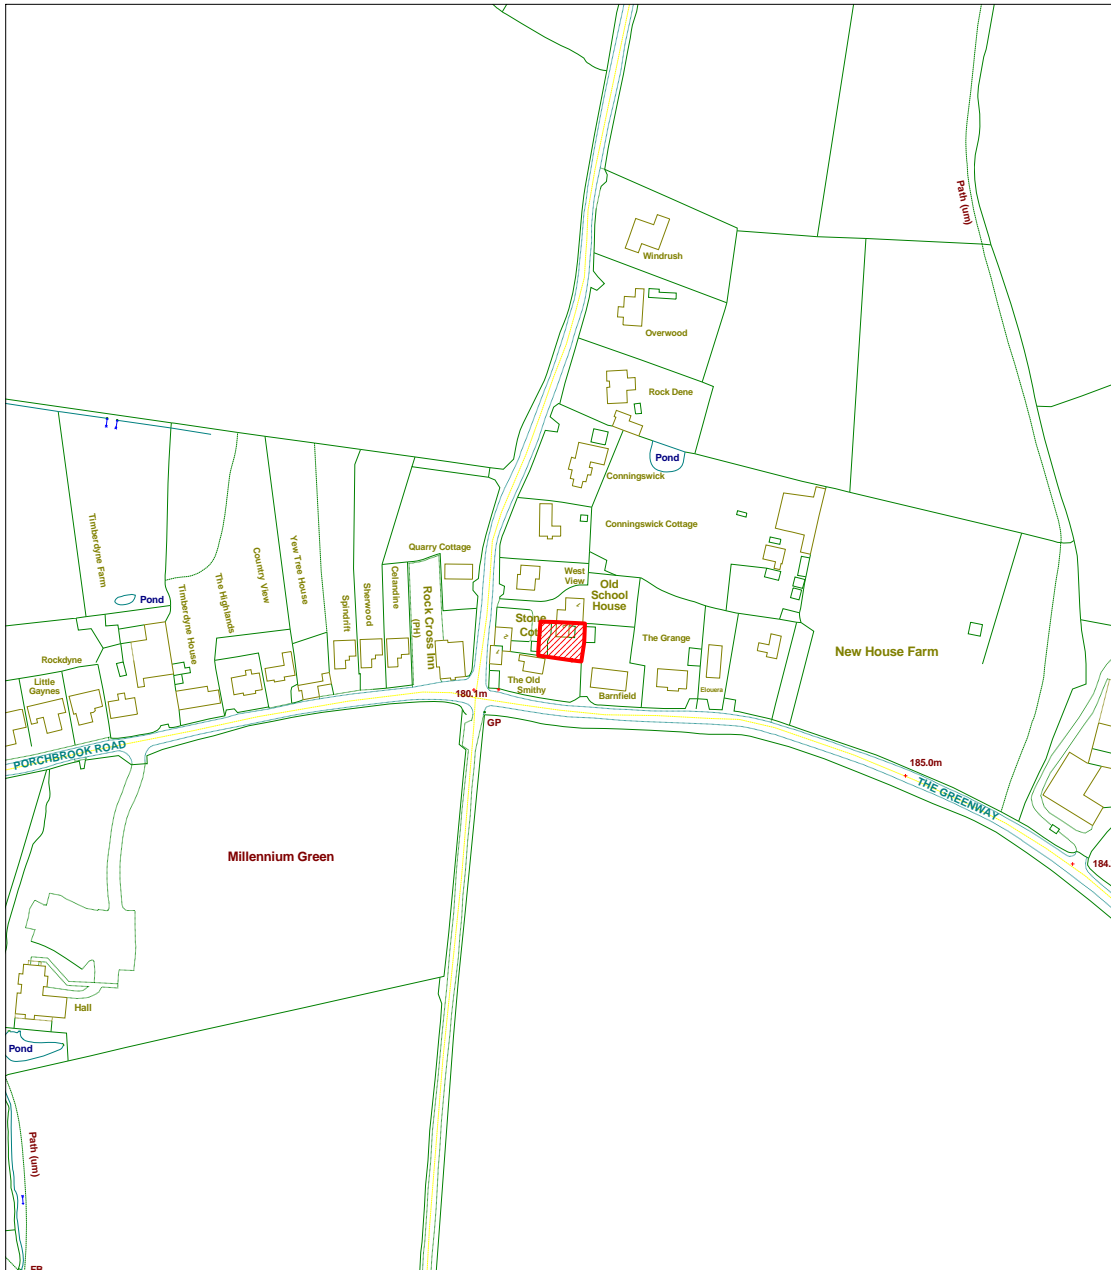 Path (um)
Windrush
Overwood
Rock Dene
Pond
Conningswick
Conningswick Cottage
Quarry Cottage
West
View
Old
School
House
Stone
The Grange
New House Farm
Timberdyne Farm
Pond
Timberdyne House
The Highlands
Country View
Yew Tree House
Spindrift
Sherwood
Celandine
Rock Cross Inn
(PH)
Rockdyne
Little
Gaynes
The Old
Smithy
Barnfield
Elouera
180.1m
GP
PORCHBROOK ROAD
185.0m
THE GREENWAY
184.
Millennium Green
Hall
Pond
Path (um)